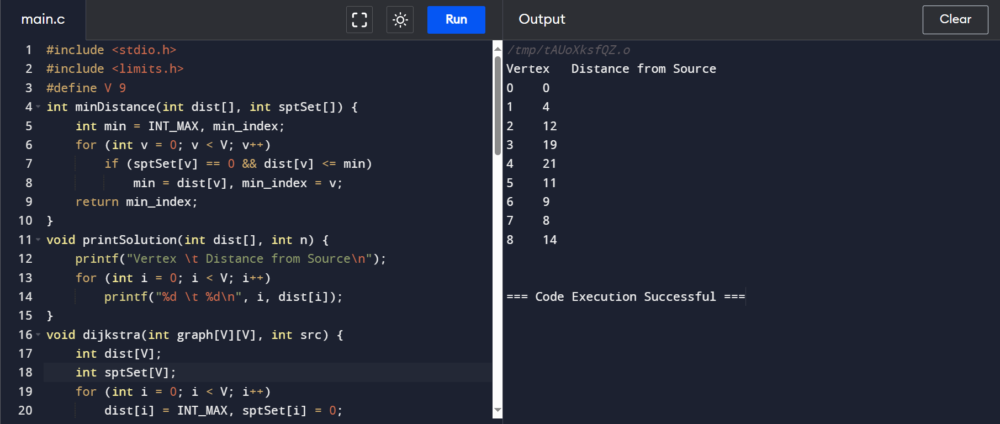 main.c
Run
Output
Clear
1 #include <stdio.h>
2 #include <limits.h>
3 #define V 9
4 int minDistance(int dist[], int sptSet[]) {
5     int min = INT_MAX, min_index;
6     for (int v = 0; v < V; v++)
7         if (sptSet[v] == 0 && dist[v] <= min)
8             min = dist[v], min_index = v;
9     return min_index;
10 }
11 void printSolution(int dist[], int n) {
12     printf("Vertex \t Distance from Source\n");
13     for (int i = 0; i < V; i++)
14         printf("%d \t %d\n", i, dist[i]);
15 }
16 void dijkstra(int graph[V][V], int src) {
17     int dist[V];
18     int sptSet[V];
19     for (int i = 0; i < V; i++)
20         dist[i] = INT_MAX, sptSet[i] = 0;
/tmp/tAUoXksfQZ.o
Vertex   Distance from Source
0    0
1    4
2    12
3    19
4    21
5    11
6    9
7    8
8    14
=== Code Execution Successful ===